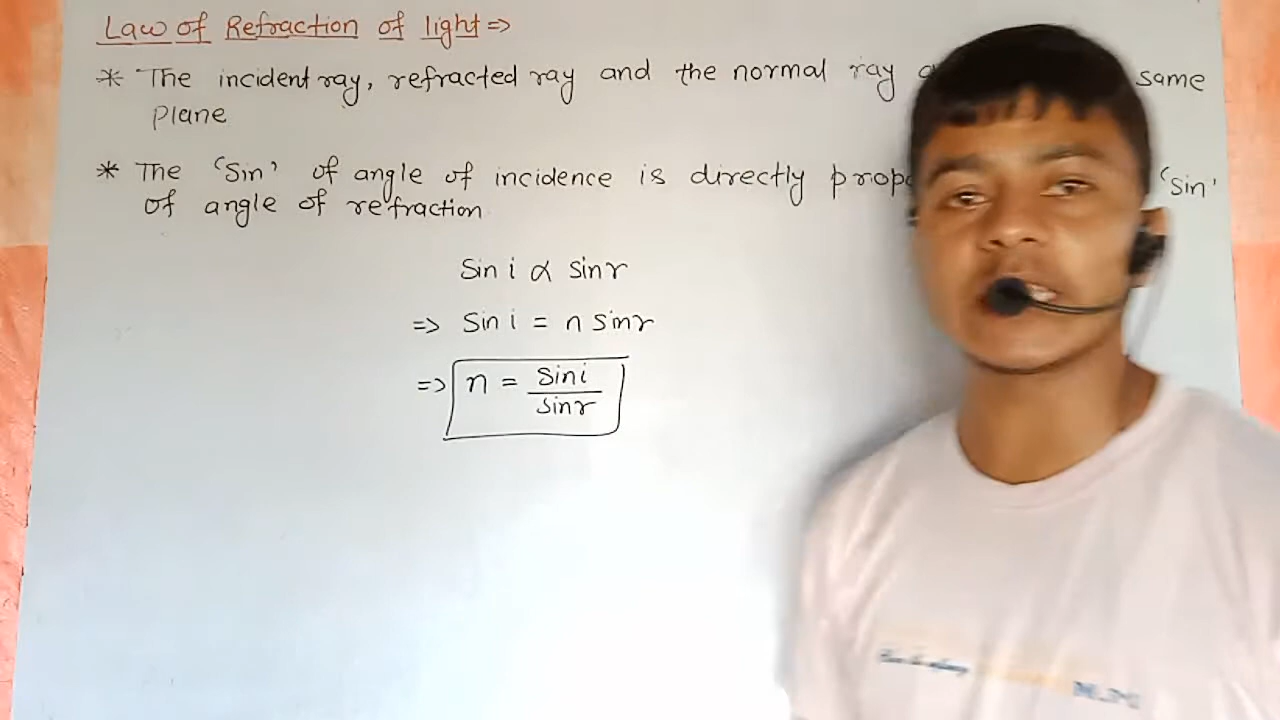 Law of Refraction of light ⇒
* The incident ray, refracted ray and the normal ray same
plane
* The 'Sin' of angle of incidence is directly 'Sin'
of angle of refraction.
Sin i ∝ Sin r
⇒ Sin i = n sin r
⇒ n = Sin i / Sin r